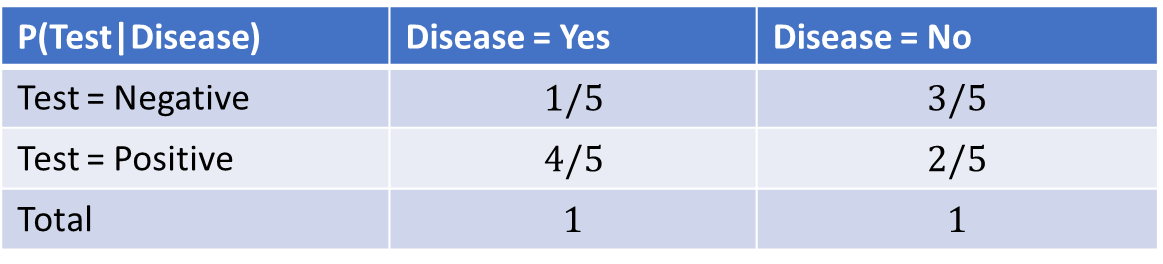 P(Test|Disease) Disease = Yes Disease = No
Test = Negative 1/5 3/5
Test = Positive 4/5 2/5
Total 1 1